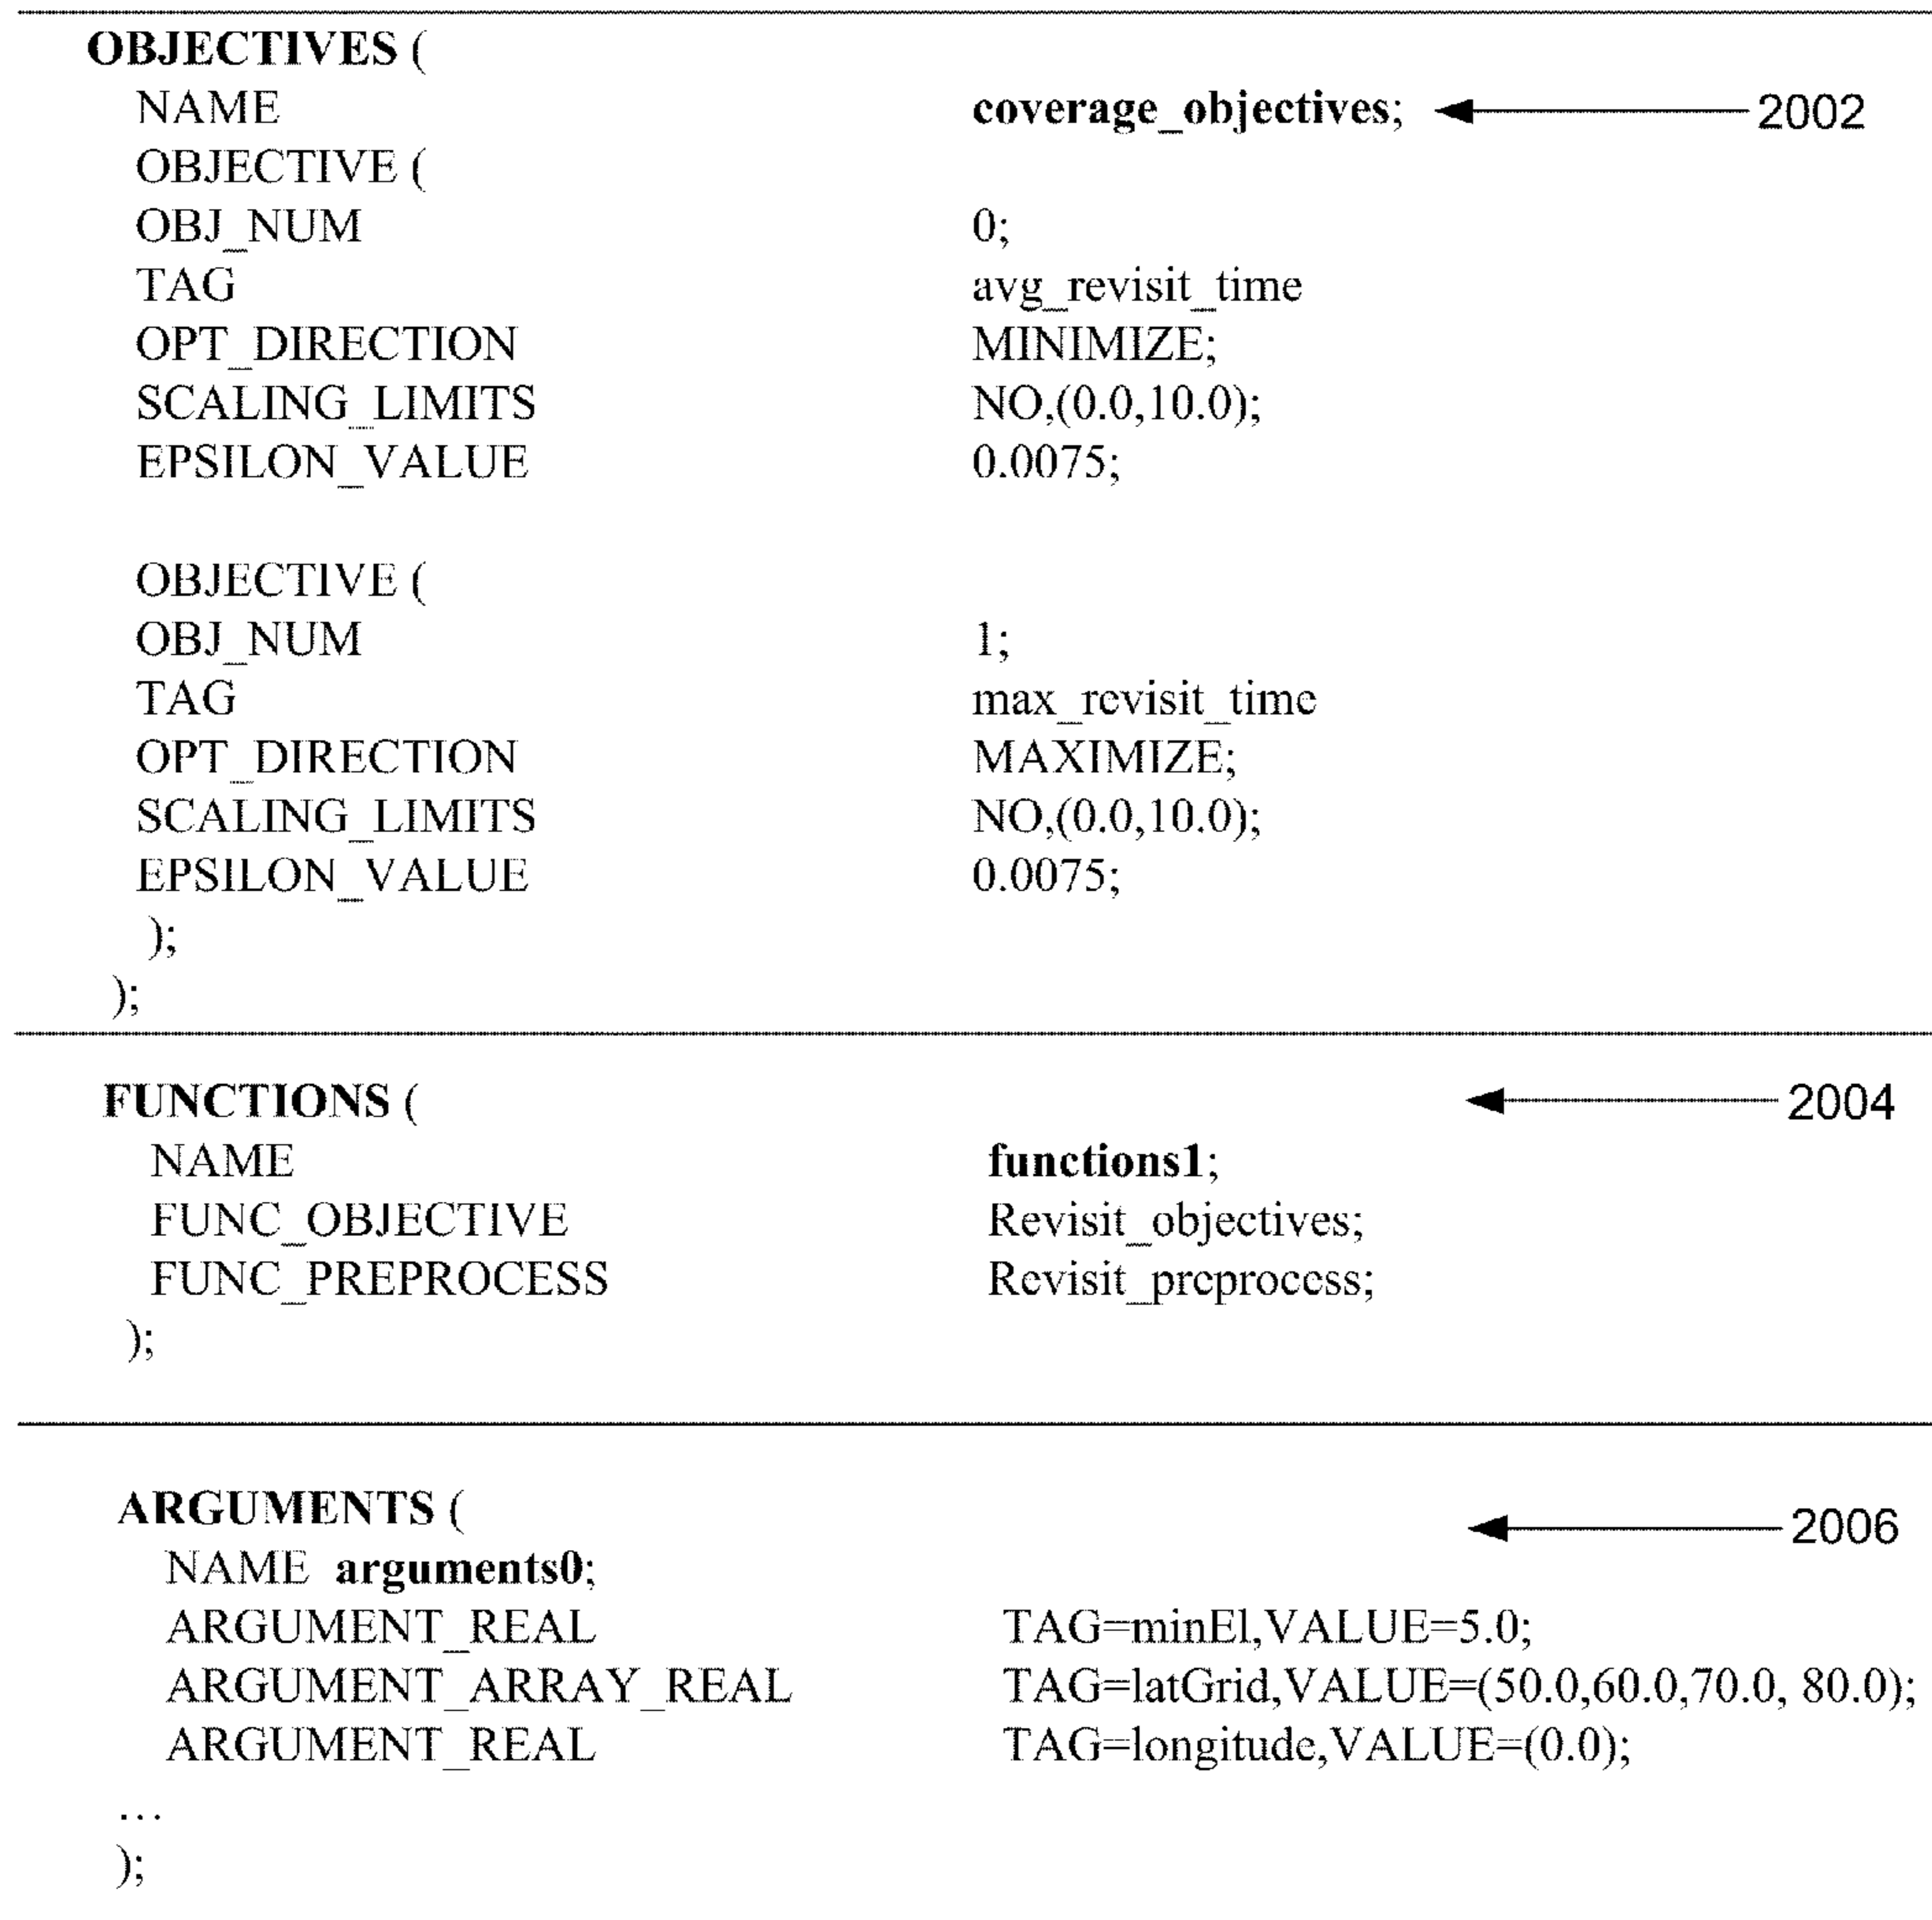 OBJECTIVES (
NAME coverage_objectives; 2002
OBJECTIVE (
OBJ_NUM 0;
TAG avg_revisit_time
OPT_DIRECTION MINIMIZE;
SCALING_LIMITS NO,(0.0,10.0);
EPSILON_VALUE 0.0075;
OBJECTIVE (
OBJ_NUM 1;
TAG max_revisit_time
OPT_DIRECTION MAXIMIZE;
SCALING_LIMITS NO,(0.0,10.0);
EPSILON_VALUE 0.0075;
);
);
FUNCTIONS ( 2004
NAME functions1;
FUNC_OBJECTIVE Revisit_objectives;
FUNC_PREPROCESS Revisit_preprocess;
);
ARGUMENTS ( 2006
NAME arguments0;
ARGUMENT_REAL TAG=minEl,VALUE=5.0;
ARGUMENT_ARRAY_REAL TAG=latGrid,VALUE=(50.0,60.0,70.0, 80.0);
ARGUMENT_REAL TAG=longitude,VALUE=(0.0);
...
);